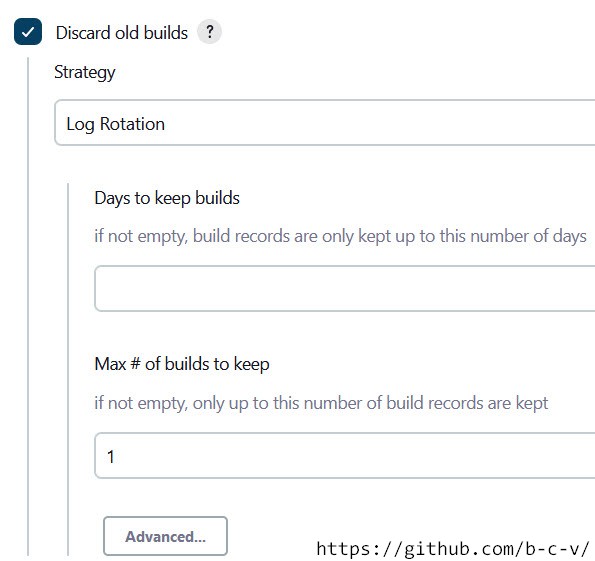 Discard old builds ?
Strategy
Log Rotation
Days to keep builds
if not empty, build records are only kept up to this number of days
Max # of builds to keep
if not empty, only up to this number of build records are kept
1
Advanced...
https://github.com/b-c-v/